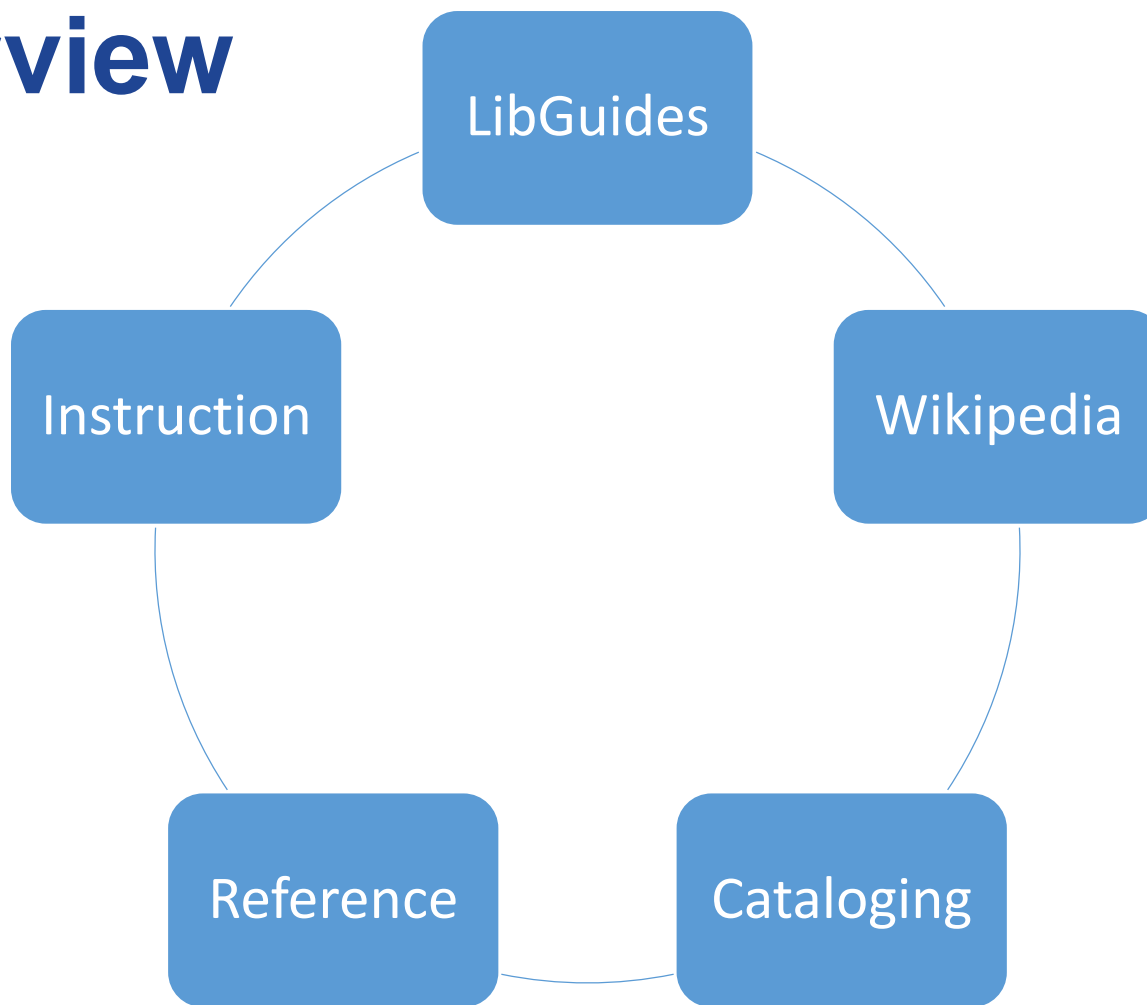 view
LibGuides
Wikipedia
Cataloging
Reference
Instruction